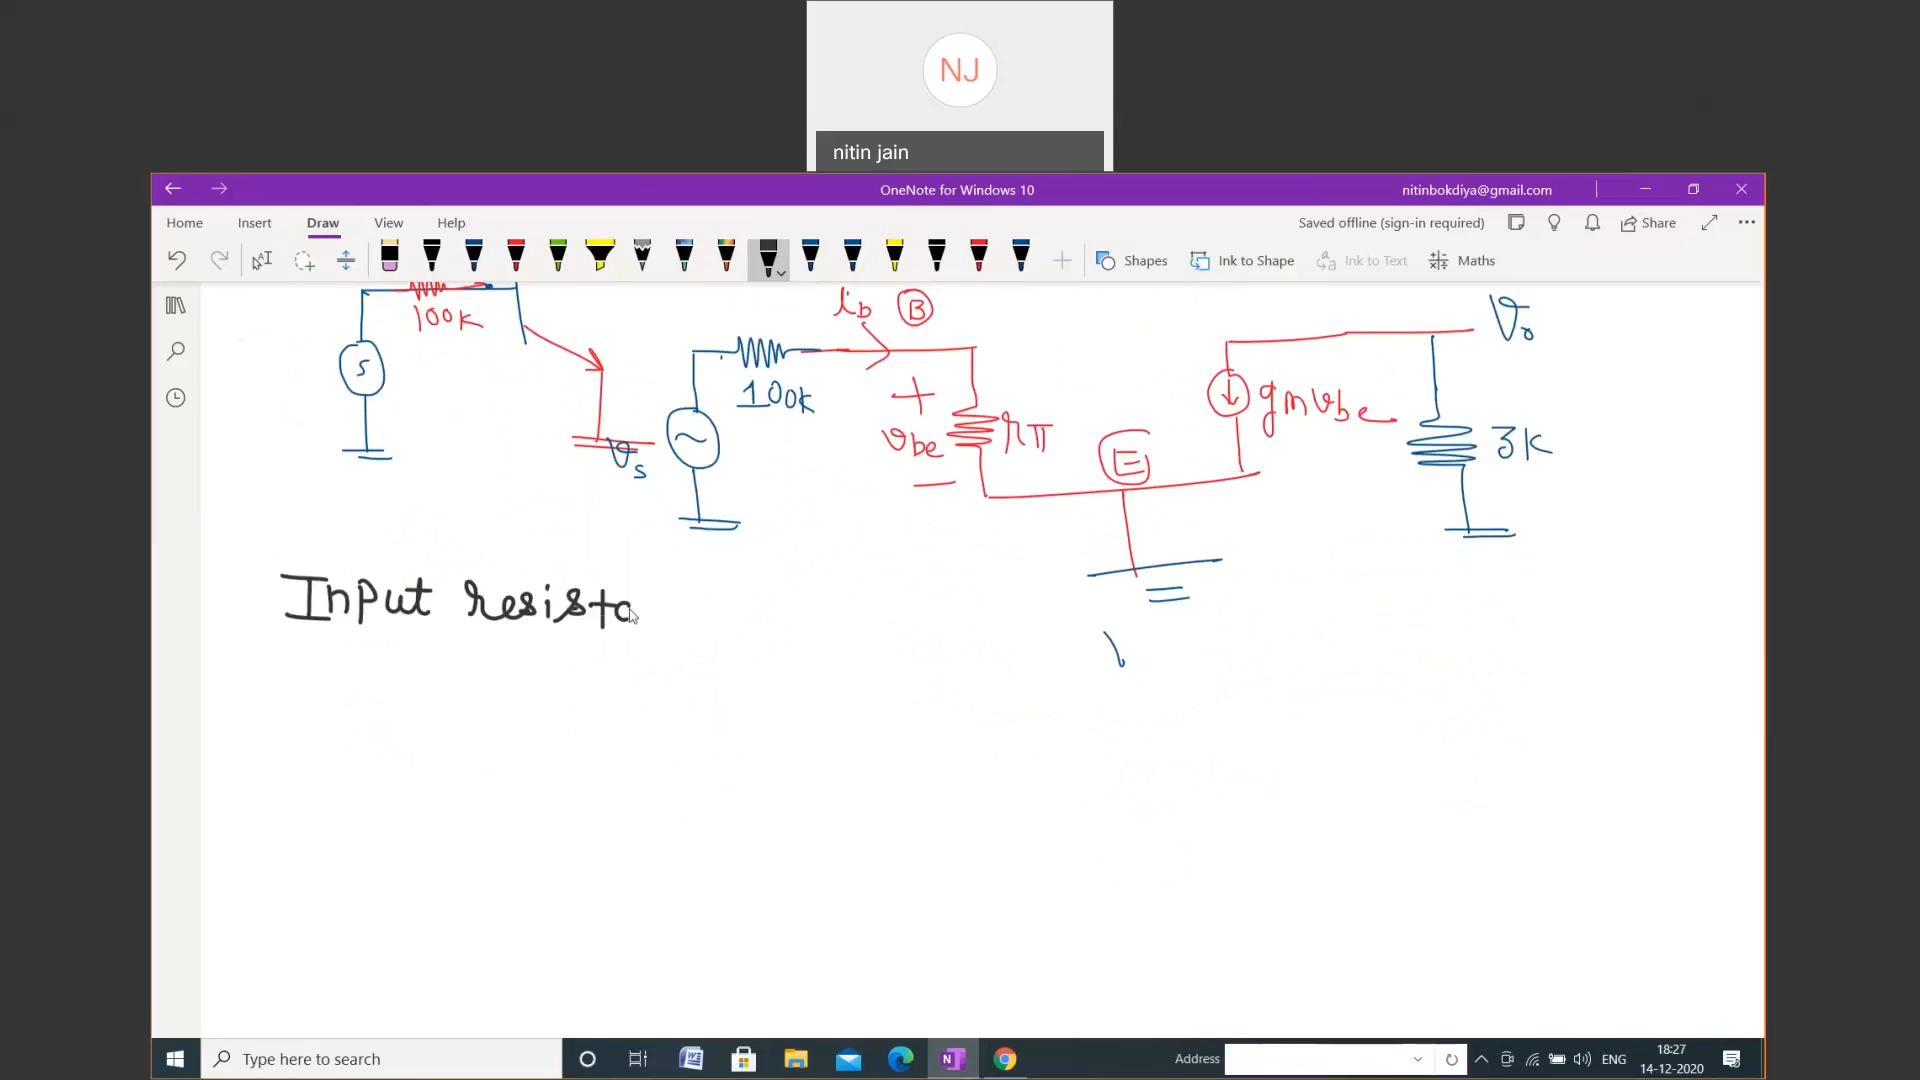 NJ
nitin jain
OneNote for Windows 10
nitinbokdiya@gmail.com
Home Insert Draw View Help
Saved offline (sign-in required)
Share
Shapes
Ink to Shape
Ink to Text
Maths
100K
S
ib B
Vo
100K
+
vbe
rπ
gmvbe
3K
E
Vs
Input resista
Type here to search
Address
ENG
18:27
14-12-2020